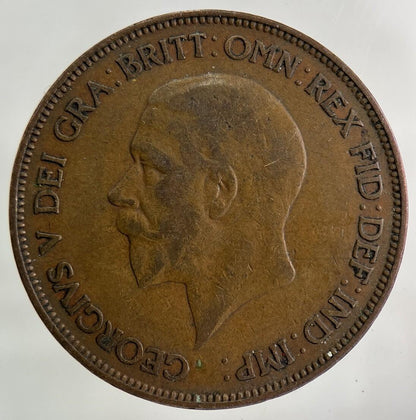 GEORGIVS V DEI GRA: BRITT: OMN: REX FID: DEF: IND: IMP: